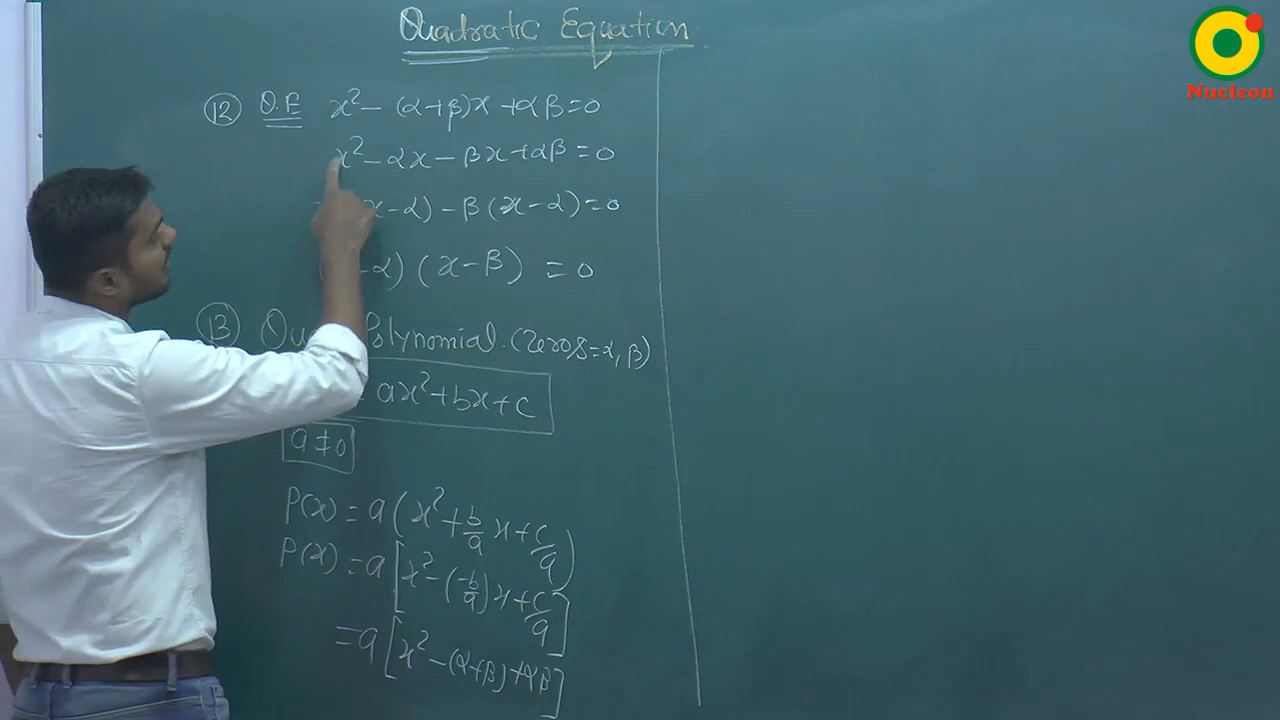 Quadratic Equation
Nucleon
(12) Q.E x² - (α+β)x + αβ = 0
x² - αx - βx + αβ = 0
x-α) - β(x-α) = 0
-α) (x-β) = 0
(13) Polynomial. (Zeros = α, β)
= ax² + bx + c
a ≠ 0
P(x) = a(x² + b/a x + c/a)
P(x) = a[x² - (-b/a)x + c/a]
= a[x² - (α+β) + αβ]